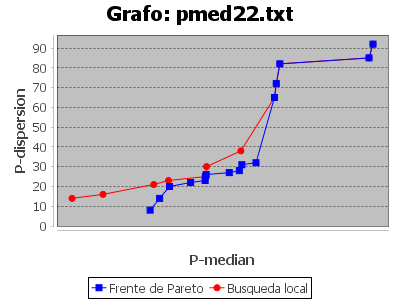 Grafo: pmed22.txt
P-dispersion
90
80
70
60
50
40
30
20
10
0
P-median
Frente de Pareto
Busqueda local